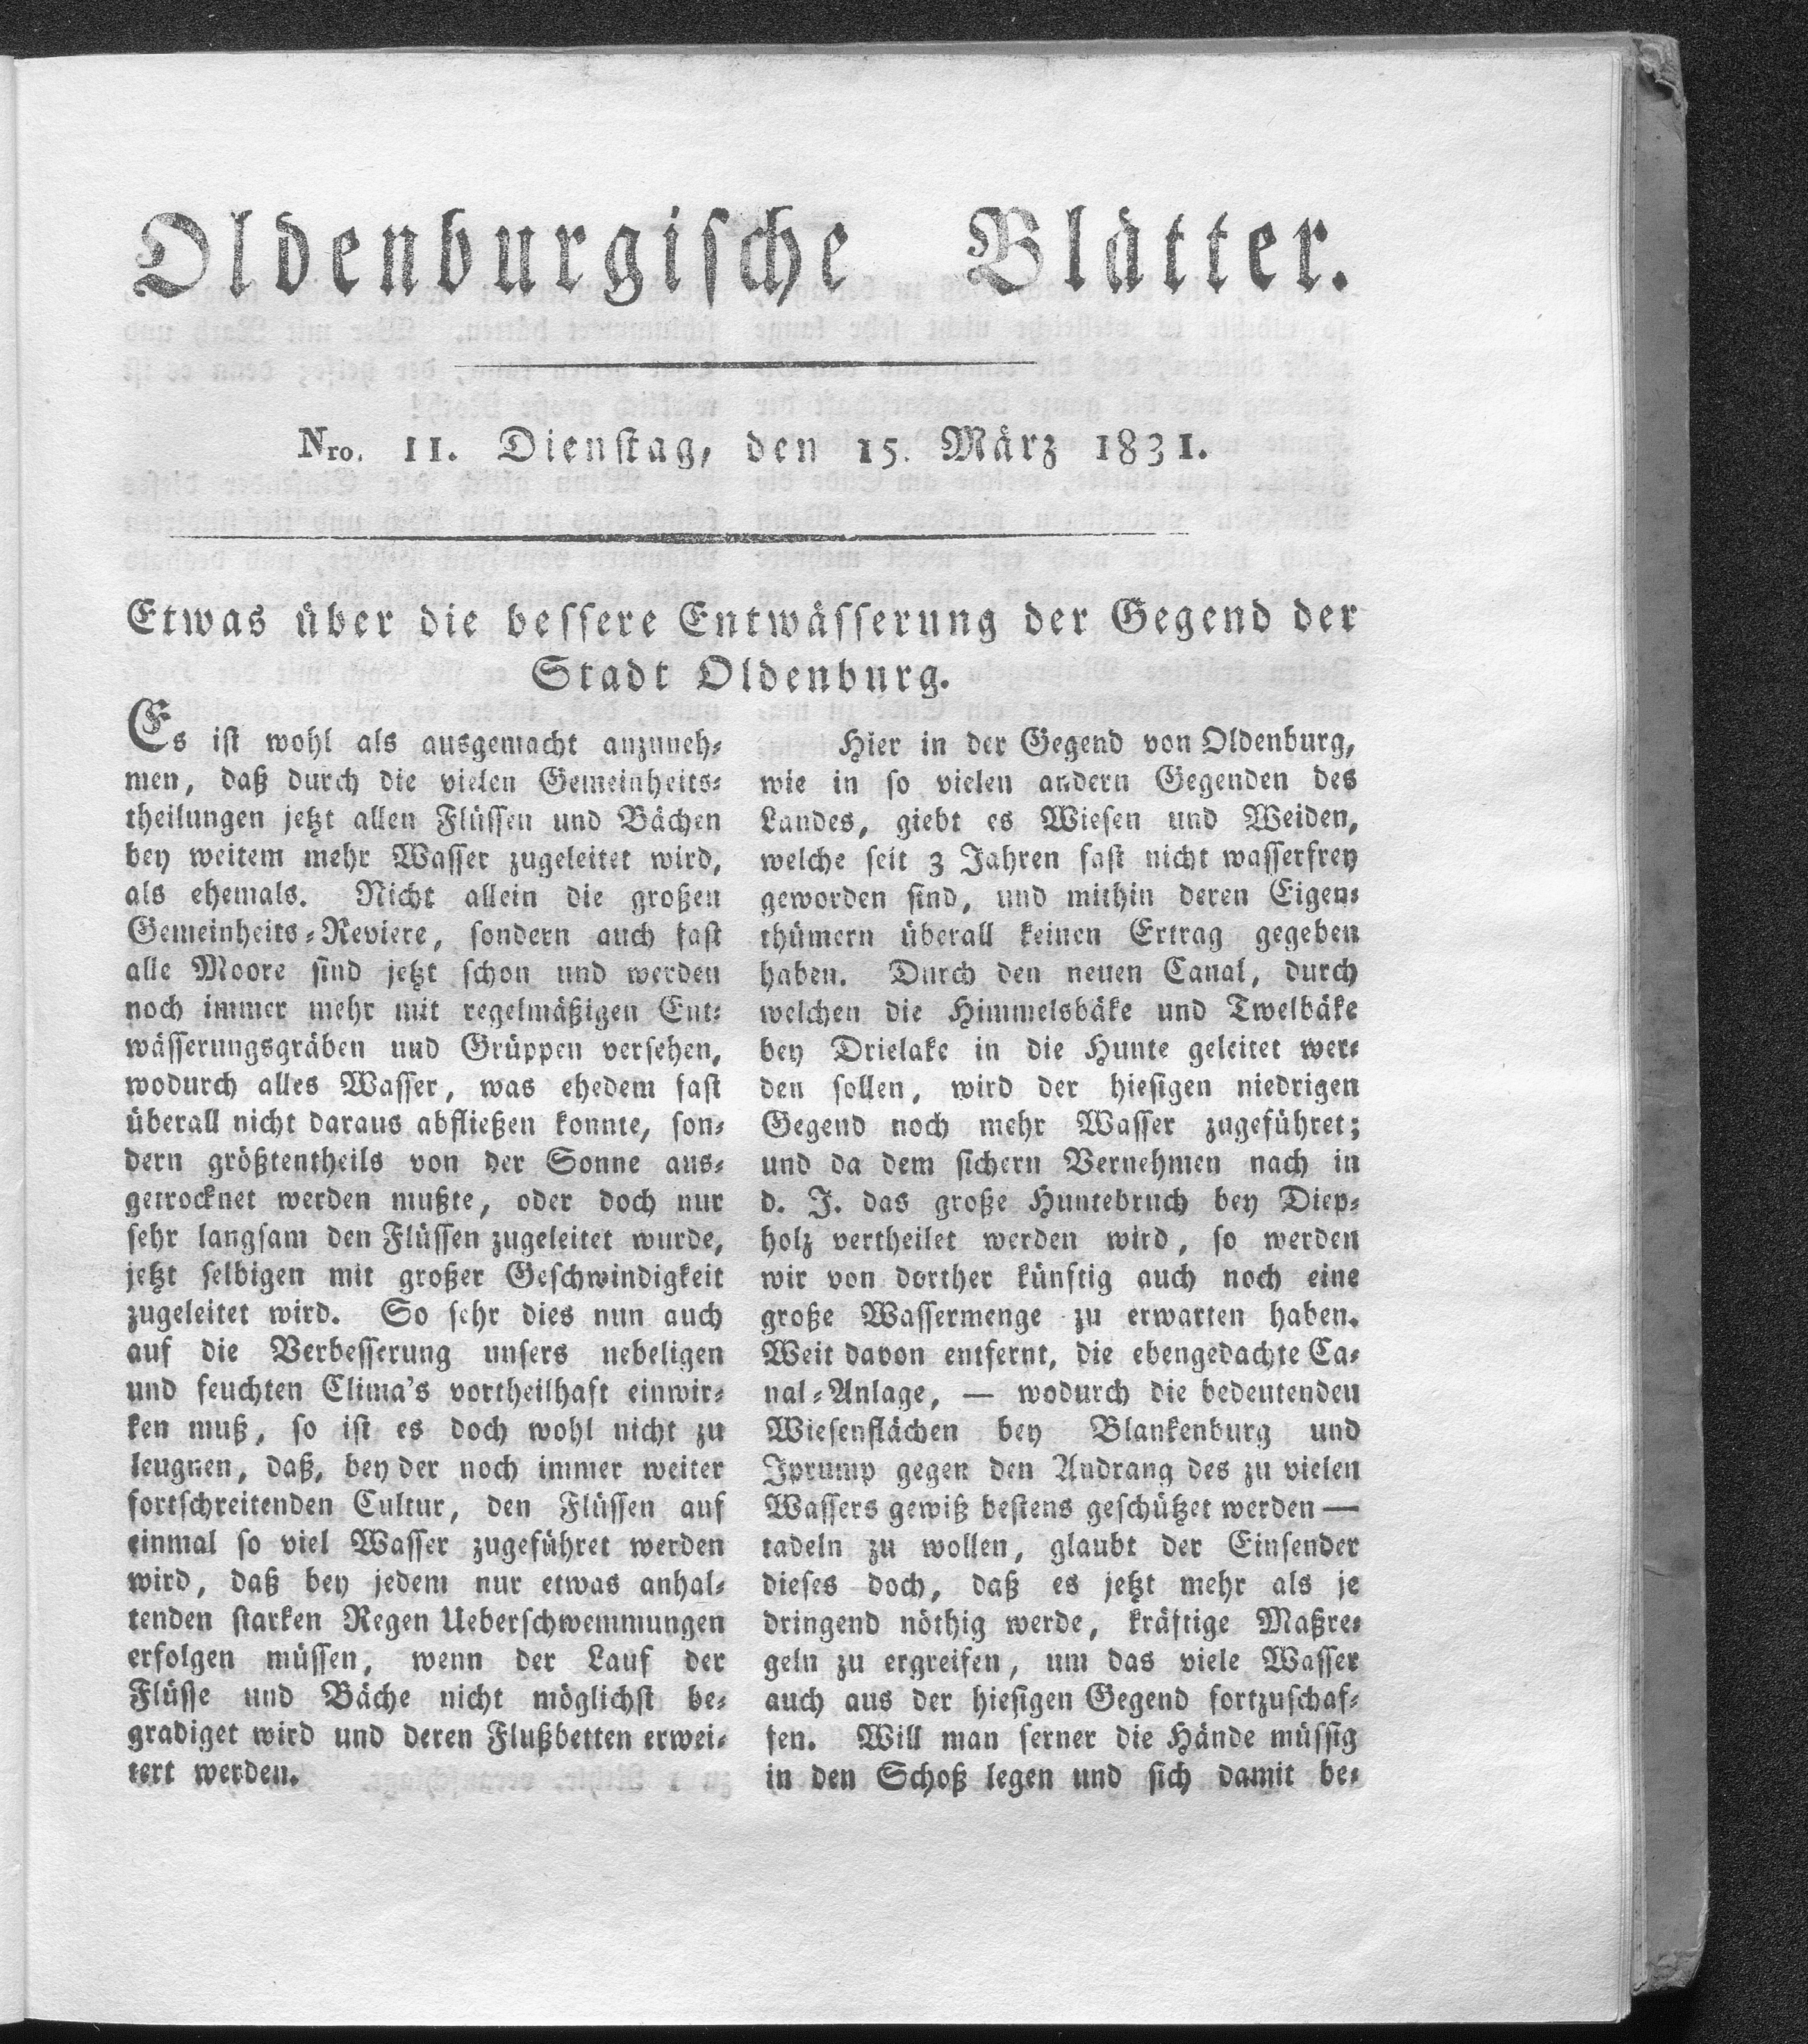 Oldenburgische Blätter.
Nro. 11. Dienstag, den 15. März 1831.
Etwas über die bessere Entwässerung der Gegend der
Stadt Oldenburg.
Es ist wohl als ausgemacht anzuneh-
men, daß durch die vielen Gemeinheits-
theilungen jetzt allen Flüssen und Bächen
bey weitem mehr Wasser zugeleitet wird,
als ehemals. Nicht allein die großen
Gemeinheits-Reviere, sondern auch fast
alle Moore sind jetzt schon und werden
noch immer mehr mit regelmäßigen Ent-
wässerungsgräben und Grüppen versehen,
wodurch alles Wasser, was ehedem fast
überall nicht daraus abfließen konnte, son-
dern größtentheils von der Sonne aus-
getrocknet werden mußte, oder doch nur
sehr langsam den Flüssen zugeleitet wurde,
jetzt selbigen mit großer Geschwindigkeit
zugeleitet wird. So sehr dies nun auch
auf die Verbesserung unsers nebeligen
und feuchten Clima's vortheilhaft einwir-
ken muß, so ist es doch wohl nicht zu
leugnen, daß, bey der noch immer weiter
fortschreitenden Cultur, den Flüssen auf
einmal so viel Wasser zugeführet werden
wird, daß bey jedem nur etwas anhal-
tenden starken Regen Ueberschwemmungen
erfolgen müssen, wenn der Lauf der
Flüsse und Bäche nicht möglichst be-
gradiget wird und deren Flußbetten erwei-
tert werden.
Hier in der Gegend von Oldenburg,
wie in so vielen andern Gegenden des
Landes, giebt es Wiesen und Weiden,
welche seit 3 Jahren fast nicht wasserfrey
geworden sind, und mithin deren Eigen-
thümern überall keinen Ertrag gegeben
haben. Durch den neuen Canal, durch
welchen die Himmelsbäke und Twelbäke
bey Drielake in die Hunte geleitet wer-
den sollen, wird der hiesigen niedrigen
Gegend noch mehr Wasser zugeführet;
und da dem sichern Vernehmen nach in
d. J. das große Huntebruch bey Diep-
holz vertheilet werden wird, so werden
wir von dorther künftig auch noch eine
große Wassermenge zu erwarten haben.
Weit davon entfernt, die ebengedachte Ca-
nal-Anlage, — wodurch die bedeutenden
Wiesenflächen bey Blankenburg und
Iprump gegen den Andrang des zu vielen
Wassers gewiß bestens geschützet werden —
tadeln zu wollen, glaubt der Einsender
dieses doch, daß es jetzt mehr als je
dringend nöthig werde, kräftige Maßre-
geln zu ergreifen, um das viele Wasser
auch aus der hiesigen Gegend fortzuschaf-
fen. Will man ferner die Hände müssig
in den Schoß legen und sich damit be-